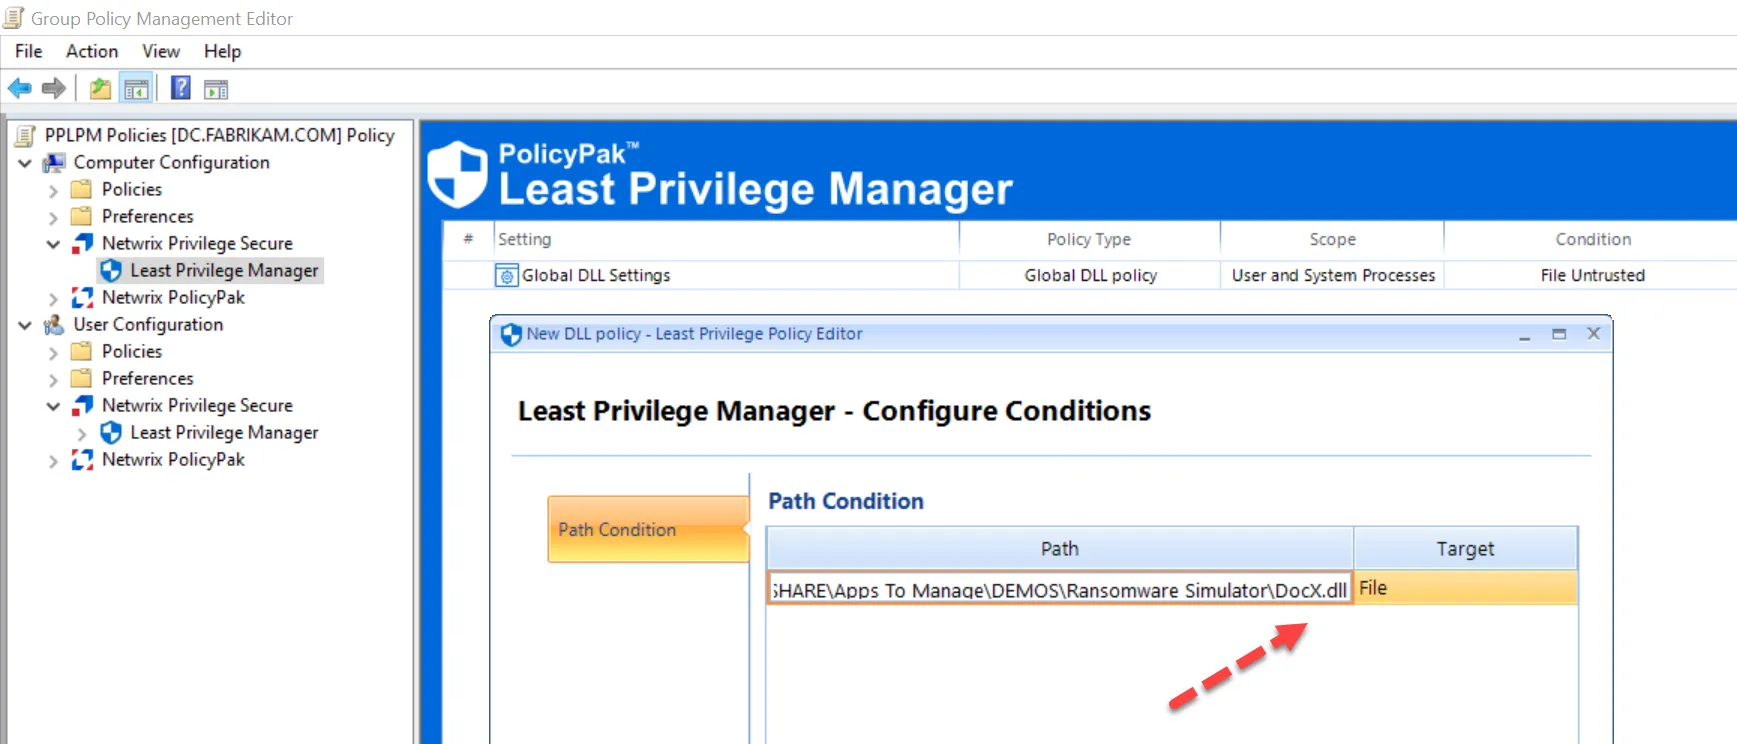 Group Policy Management Editor
File Action View Help
PPLPM Policies [DC.FABRIKAM.COM] Policy
Computer Configuration
Policies
Preferences
Netwrix Privilege Secure
Least Privilege Manager
Netwrix PolicyPak
User Configuration
Policies
Preferences
Netwrix Privilege Secure
Least Privilege Manager
Netwrix PolicyPak
PolicyPak™
Least Privilege Manager
# Setting Policy Type Scope Condition
Global DLL Settings Global DLL policy User and System Processes File Untrusted
New DLL policy - Least Privilege Policy Editor
Least Privilege Manager - Configure Conditions
Path Condition
Path Condition
Path Target
SHARE\Apps To Manage\DEMOS\Ransomware Simulator\DocX.dll File